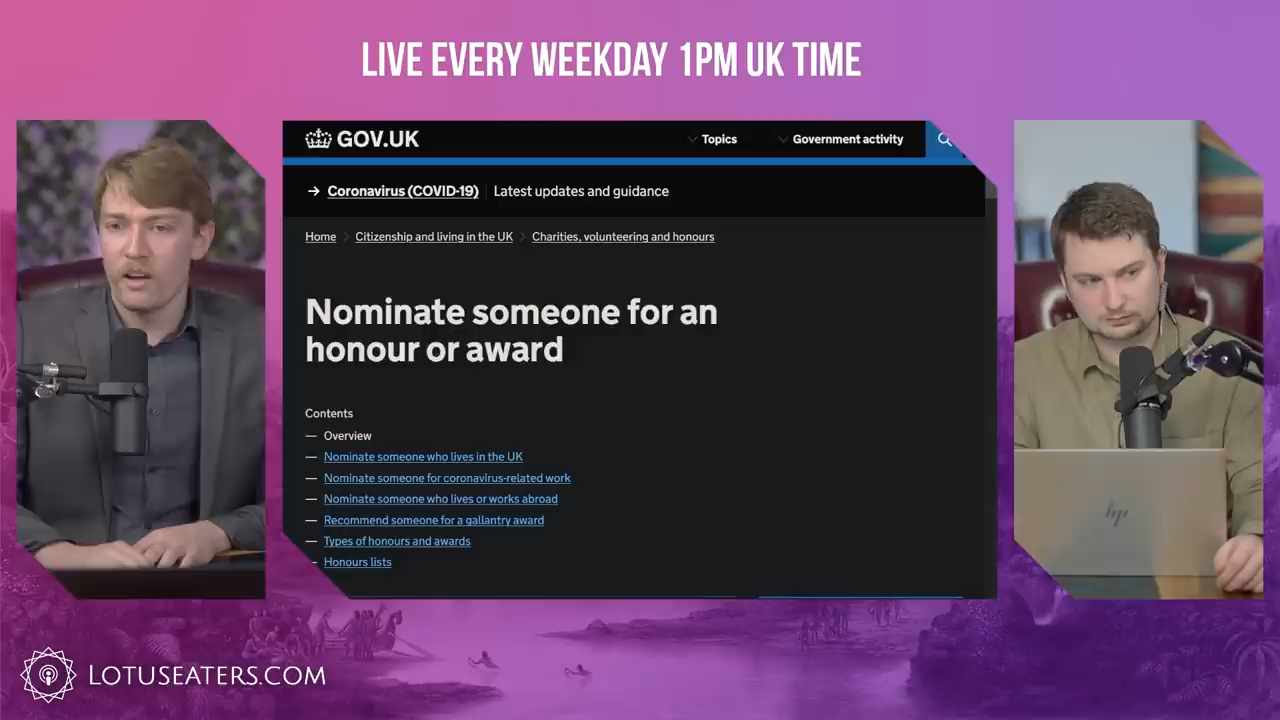 LIVE EVERY WEEKDAY 1PM UK TIME
GOV.UK
Topics
Government activity
→ Coronavirus (COVID-19) Latest updates and guidance
Home > Citizenship and living in the UK > Charities, volunteering and honours
Nominate someone for an
honour or award
Contents
— Overview
— Nominate someone who lives in the UK
— Nominate someone for coronavirus-related work
— Nominate someone who lives or works abroad
— Recommend someone for a gallantry award
— Types of honours and awards
— Honours lists
hp
LOTUSEATERS.COM